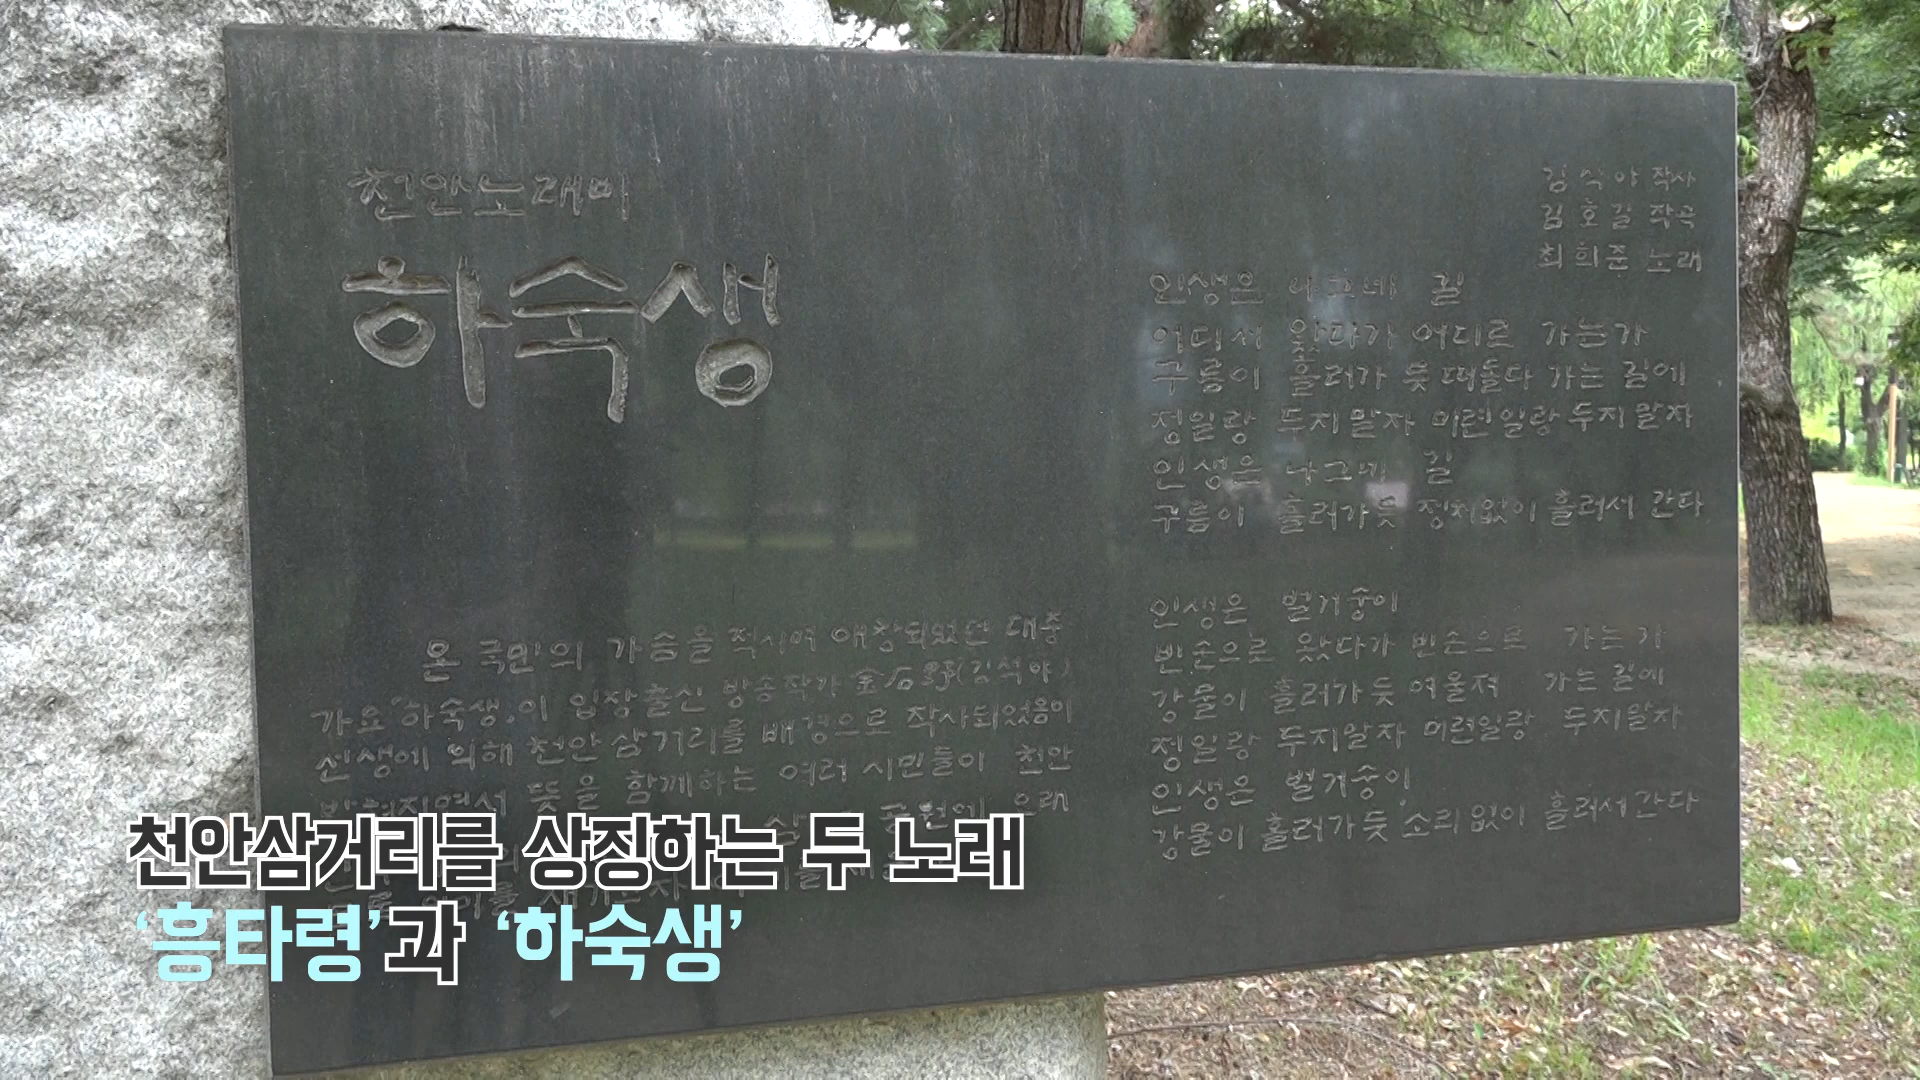 천안노래비
하숙생
김석야 작사
김호길 작곡
최희준 노래
인생은 나그네 길
어디서 왔다가 어디로 가는가
구름이 흘러가듯 떠돌다 가는 길에
정일랑 두지말자 미련일랑 두지말자
인생은 나그네 길
구름이 흘러가듯 정처없이 흘러서 간다
인생은 벌거숭이
빈손으로 왔다가 빈손으로 가는가
강물이 흘러가듯 여울져 가는 길에
정일랑 두지말자 미련일랑 두지말자
인생은 벌거숭이
강물이 흘러가듯 소리없이 흘러서 간다
온 국민의 가슴을 적시며 애창되었던 대중
가요「하숙생」이 입장출신 방송작가 金石野(김석야)
선생에 의해 천안삼거리를 배경으로 작사되었음이
뜻을 함께하는 여러 시민들이 천안
공원에 노래
천안삼거리를 상징하는 두 노래
‘흥타령’과 ‘하숙생’